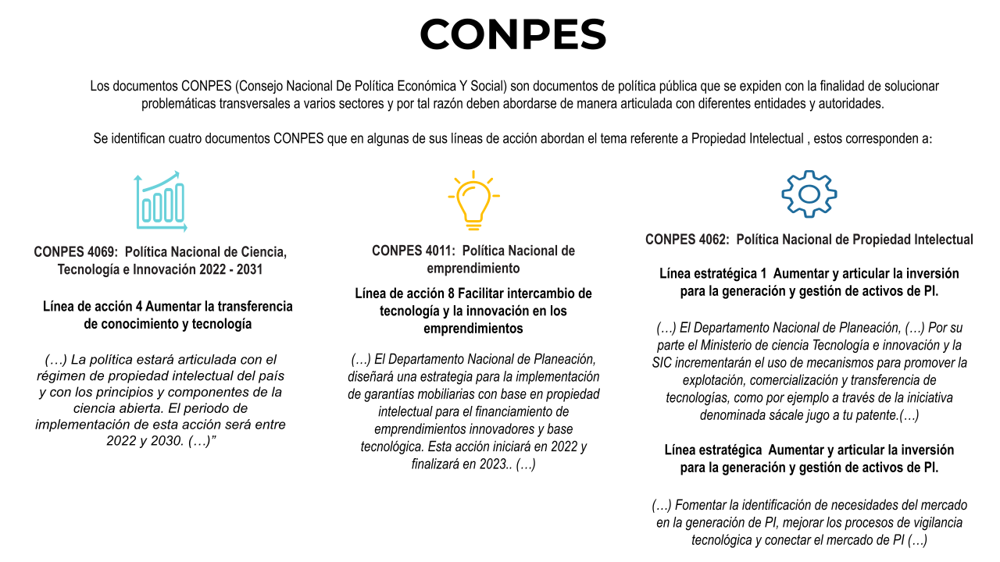 CONPES
Los documentos CONPES (Consejo Nacional De Política Económica Y Social) son documentos de política pública que se expiden con la finalidad de solucionar
problemáticas transversales a varios sectores y por tal razón deben abordarse de manera articulada con diferentes entidades y autoridades.
Se identifican cuatro documentos CONPES que en algunas de sus líneas de acción abordan el tema referente a Propiedad Intelectual , estos corresponden a:
CONPES 4069: Política Nacional de Ciencia,
Tecnología e Innovación 2022 - 2031
Línea de acción 4 Aumentar la transferencia
de conocimiento y tecnología
(…) La política estará articulada con el
régimen de propiedad intelectual del país
y con los principios y componentes de la
ciencia abierta. El periodo de
implementación de esta acción será entre
2022 y 2030. (…)”
CONPES 4011: Política Nacional de
emprendimiento
Línea de acción 8 Facilitar intercambio de
tecnología y la innovación en los
emprendimientos
(…) El Departamento Nacional de Planeación,
diseñará una estrategia para la implementación
de garantías mobiliarias con base en propiedad
intelectual para el financiamiento de
emprendimientos innovadores y base
tecnológica. Esta acción iniciará en 2022 y
finalizará en 2023.. (…)
CONPES 4062: Política Nacional de Propiedad Intelectual
Línea estratégica 1 Aumentar y articular la inversión
para la generación y gestión de activos de PI.
(…) El Departamento Nacional de Planeación, (…) Por su
parte el Ministerio de ciencia Tecnología e innovación y la
SIC incrementarán el uso de mecanismos para promover la
explotación, comercialización y transferencia de
tecnologías, como por ejemplo a través de la iniciativa
denominada sácale jugo a tu patente.(…)
Línea estratégica Aumentar y articular la inversión
para la generación y gestión de activos de PI.
(…) Fomentar la identificación de necesidades del mercado
en la generación de PI, mejorar los procesos de vigilancia
tecnológica y conectar el mercado de PI (…)